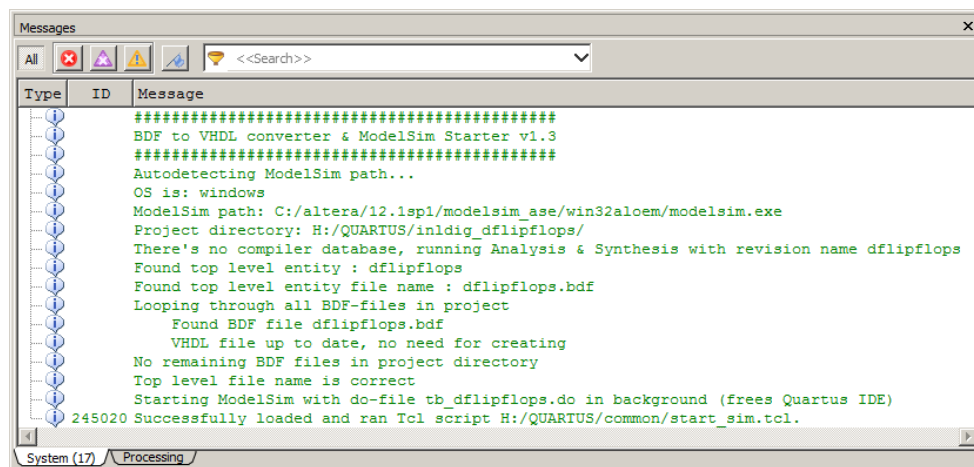 Messages
All
<<Search>>
Type ID Message
############################################
BDF to VHDL converter & ModelSim Starter v1.3
############################################
Autodetecting ModelSim path...
OS is: windows
ModelSim path: C:/altera/12.1sp1/modelsim_ase/win32aloem/modelsim.exe
Project directory: H:/QUARTUS/inldig_dflipflops/
There's no compiler database, running Analysis & Synthesis with revision name dflipflops
Found top level entity : dflipflops
Found top level entity file name : dflipflops.bdf
Looping through all BDF-files in project
Found BDF file dflipflops.bdf
VHDL file up to date, no need for creating
No remaining BDF files in project directory
Top level file name is correct
Starting ModelSim with do-file tb_dflipflops.do in background (frees Quartus IDE)
245020 Successfully loaded and ran Tcl script H:/QUARTUS/common/start_sim.tcl.
System (17) Processing